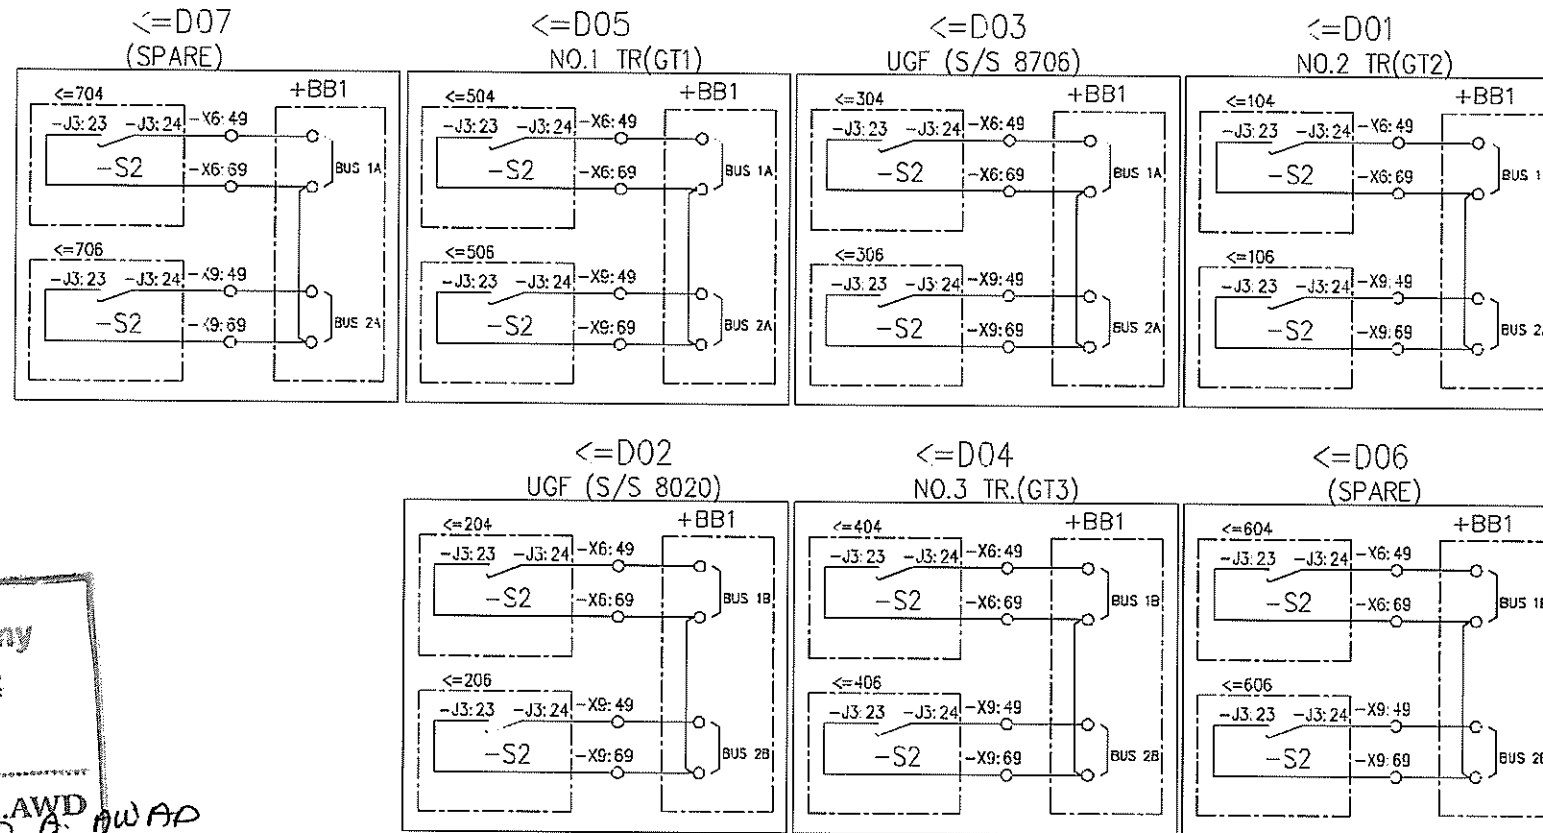 <=D07
(SPARE)
<=704
+BB1
-J3:23 -J3:24 -X6:49
-S2 -X6:69 BUS 1A
<=706
-J3:23 -J3:24 -X9:49
-S2 -X9:69 BUS 2A
<=D05
NO.1 TR(GT1)
<=504
+BB1
-J3:23 -J3:24 -X6:49
-S2 -X6:69 BUS 1A
<=506
-J3:23 -J3:24 -X9:49
-S2 -X9:69 BUS 2A
<=D03
UGF (S/S 8706)
<=304
+BB1
-J3:23 -J3:24 -X6:49
-S2 -X6:69 BUS 1A
<=306
-J3:23 -J3:24 -X9:49
-S2 -X9:69 BUS 2A
<=D01
NO.2 TR(GT2)
<=104
+BB1
-J3:23 -J3:24 -X6:49
-S2 -X6:69 BUS 1
<=106
-J3:23 -J3:24 -X9:49
-S2 -X9:69 BUS 2A
<=D02
UGF (S/S 8020)
<=204
+BB1
-J3:23 -J3:24 -X6:49
-S2 -X6:69 BUS 1B
<=206
-J3:23 -J3:24 -X9:49
-S2 -X9:69 BUS 2B
<=D04
NO.3 TR.(GT3)
<=404
+BB1
-J3:23 -J3:24 -X6:49
-S2 -X6:69 BUS 1B
<=406
-J3:23 -J3:24 -X9:49
-S2 -X9:69 BUS 2B
<=D06
(SPARE)
<=604
+BB1
-J3:23 -J3:24 -X6:49
-S2 -X6:69 BUS 1B
<=606
-J3:23 -J3:24 -X9:49
-S2 -X9:69 BUS 2B
ny
.AWD
A. AWAD